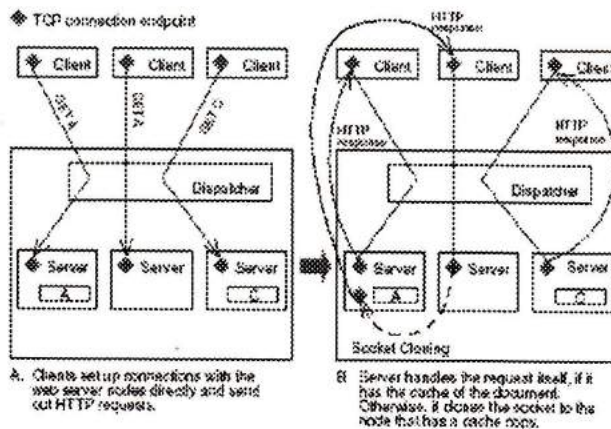 TCP connection endpoint
Client
Client
Client
GET A
GET A
GET C
Dispatcher
Server
Server
Server
A
C
A. Clients set up connections with the
web server nodes directly and send
out HTTP requests.
HTTP
response
Client
Client
Client
HTTP
response
HTTP
response
Dispatcher
Server
Server
Server
A
C
Socket Cloning
B Server handles the request itself, if it
has the cache of the document.
Otherwise, it clones the socket to the
node that has a cache copy.